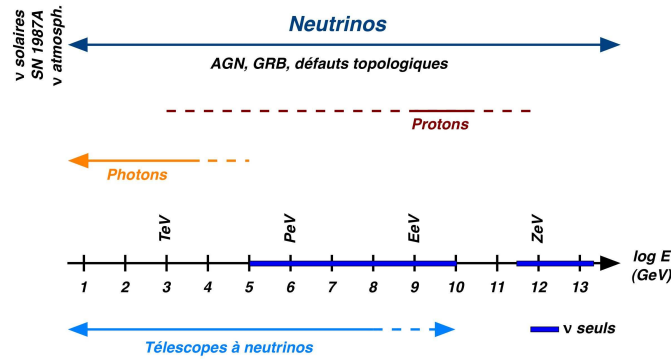 ν solaires
SN 1987A
ν atmosph.
Neutrinos
AGN, GRB, défauts topologiques
Protons
Photons
TeV PeV EeV ZeV
log E
(GeV)
1 2 3 4 5 6 7 8 9 10 11 12 13
Télescopes à neutrinos
ν seuls